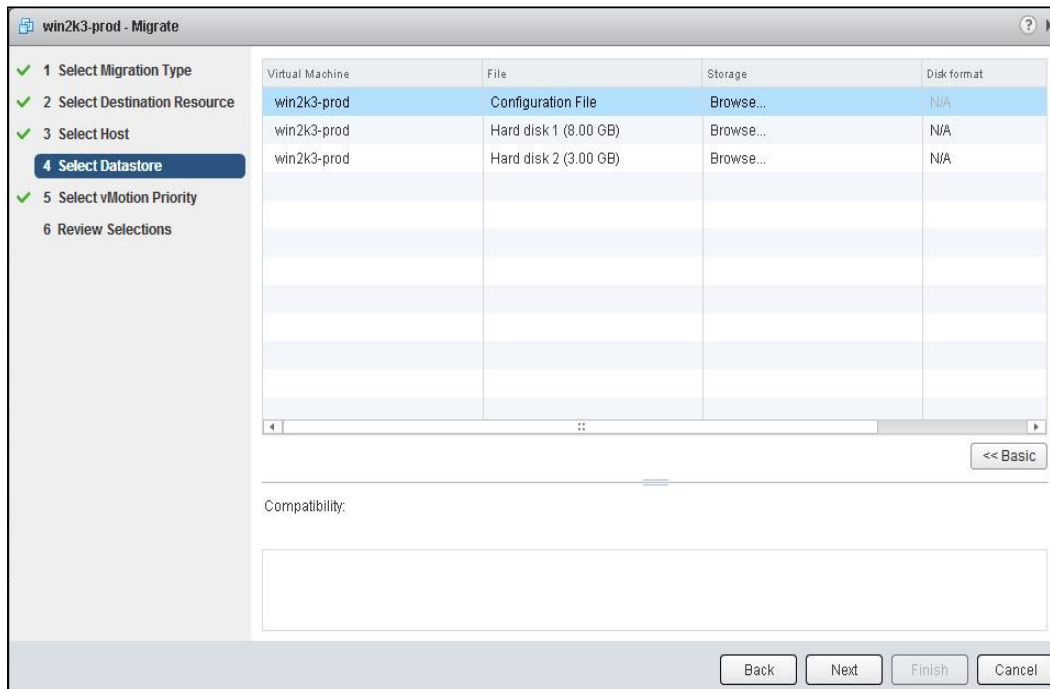 win2k3-prod - Migrate
?
1 Select Migration Type
2 Select Destination Resource
3 Select Host
4 Select Datastore
5 Select vMotion Priority
6 Review Selections
Virtual Machine File Storage Disk format
win2k3-prod Configuration File Browse... N/A
win2k3-prod Hard disk 1 (8.00 GB) Browse... N/A
win2k3-prod Hard disk 2 (3.00 GB) Browse... N/A
<< Basic
Compatibility:
Back Next Finish Cancel